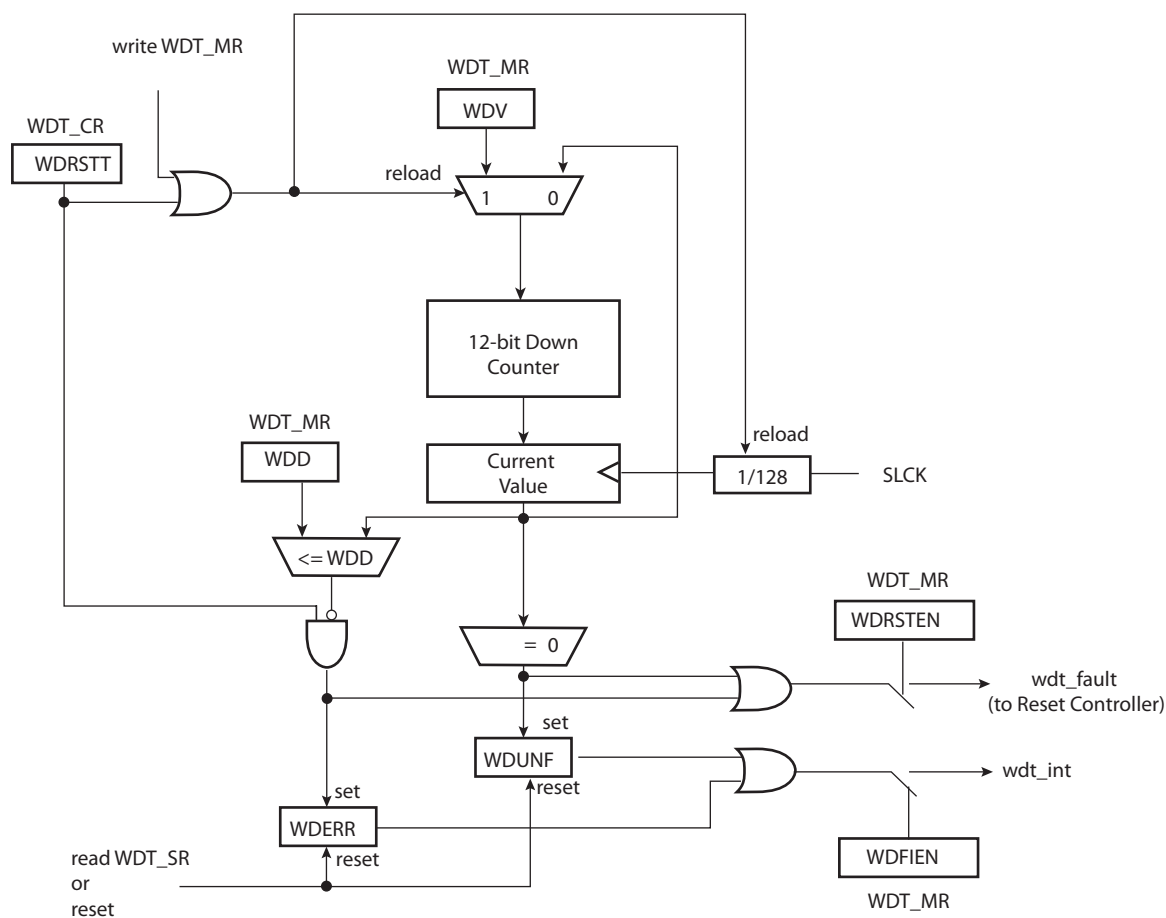 write WDT_MR
WDT_MR
WDV
WDT_CR
WDRSTT
reload
1 0
12-bit Down
Counter
WDT_MR
WDD
reload
Current
Value
1/128
SLCK
<= WDD
WDT_MR
WDRSTEN
= 0
wdt_fault
(to Reset Controller)
set
WDUNF
reset
wdt_int
set
WDERR
reset
read WDT_SR
or
reset
WDFIEN
WDT_MR